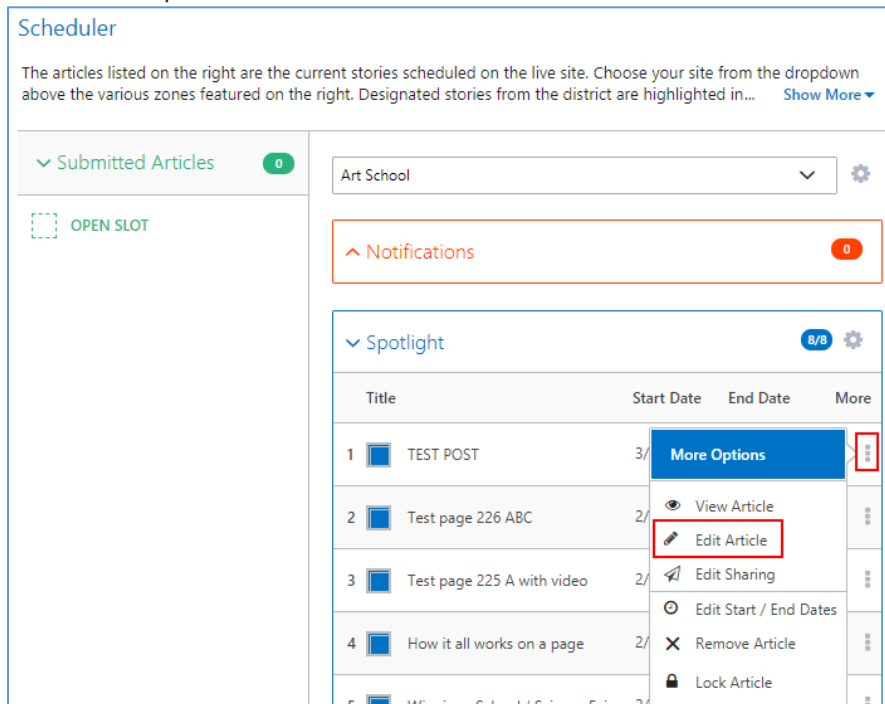 Scheduler
The articles listed on the right are the current stories scheduled on the live site. Choose your site from the dropdown
above the various zones featured on the right. Designated stories from the district are highlighted in... Show More
Submitted Articles 0
OPEN SLOT
Art School
Notifications 0
Spotlight 8/8
Title Start Date End Date More
1 TEST POST 3/
More Options
View Article
2 Test page 226 ABC 2/
Edit Article
Edit Sharing
3 Test page 225 A with video 2/
Edit Start / End Dates
4 How it all works on a page 2/
Remove Article
Lock Article